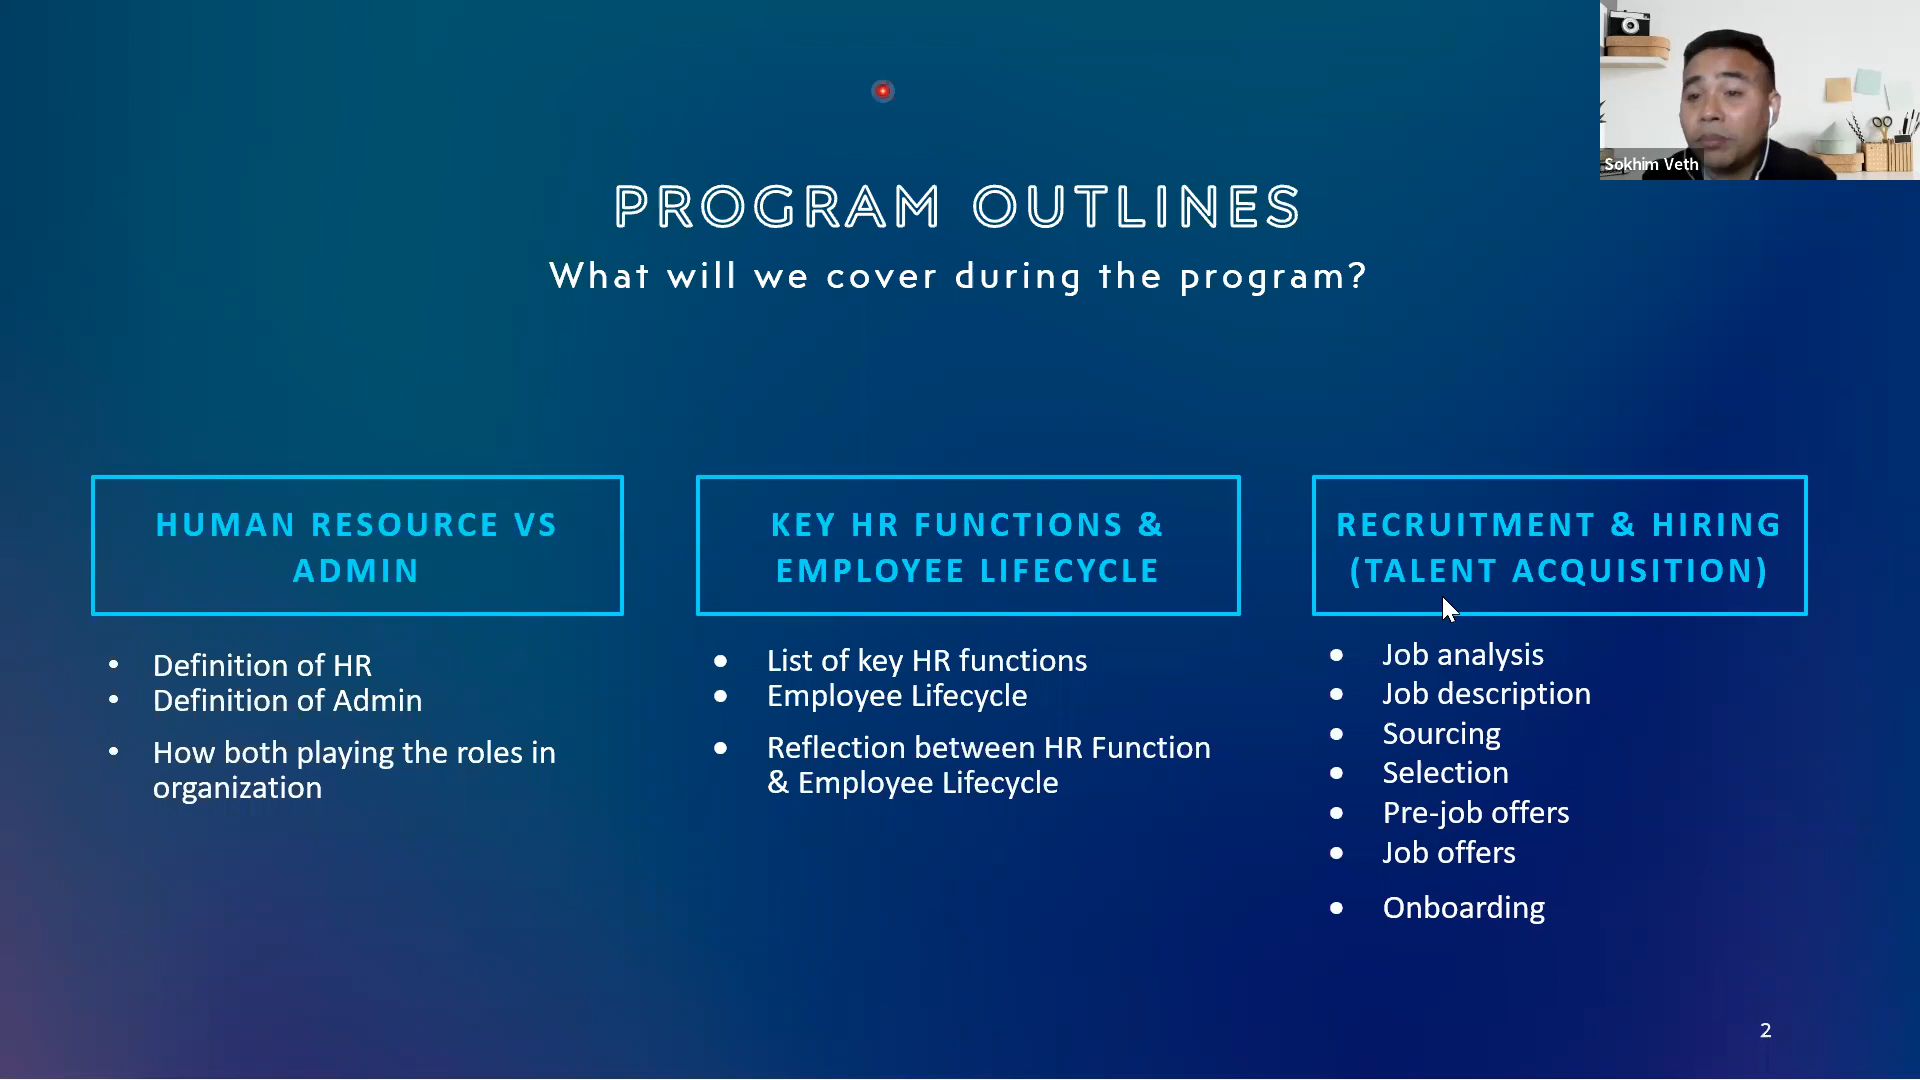 Sokhim Veth
PROGRAM OUTLINES
What will we cover during the program?
HUMAN RESOURCE VS
ADMIN
• Definition of HR
• Definition of Admin
• How both playing the roles in
organization
KEY HR FUNCTIONS &
EMPLOYEE LIFECYCLE
• List of key HR functions
• Employee Lifecycle
• Reflection between HR Function
& Employee Lifecycle
RECRUITMENT & HIRING
(TALENT ACQUISITION)
• Job analysis
• Job description
• Sourcing
• Selection
• Pre-job offers
• Job offers
• Onboarding
2